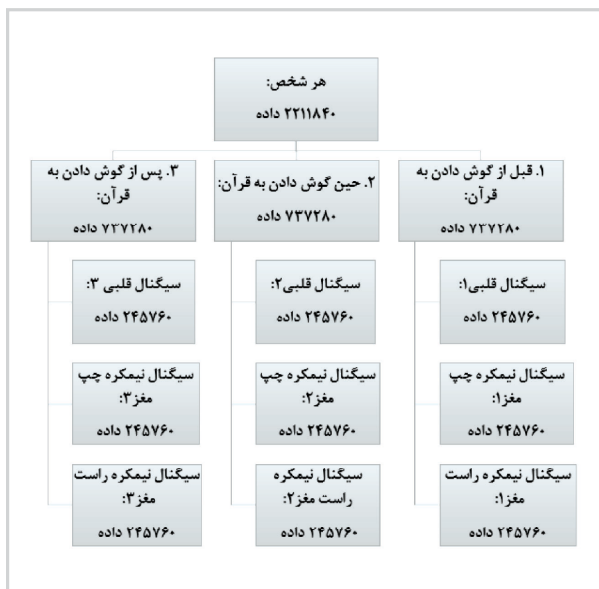 هر شخص:
۲۲۱۱۸۴۰ داده
۱. قبل از گوش دادن به
قرآن:
۷۳۷۲۸۰ داده
۲. حین گوش دادن به قرآن:
۷۳۷۲۸۰ داده
۳. پس از گوش دادن به
قرآن:
۷۳۷۲۸۰ داده
سیگنال قلبی1:
۲۴۵۷۶۰ داده
سیگنال قلبی۲:
۲۴۵۷۶۰ داده
سیگنال قلبی ۳:
۲۴۵۷۶۰ داده
سیگنال نیمکره چپ
مغز1:
۲۴۵۷۶۰ داده
سیگنال نیمکره چپ
مغز۲:
۲۴۵۷۶۰ داده
سیگنال نیمکره چپ
مغز۳:
۲۴۵۷۶۰ داده
سیگنال نیمکره راست
مغز1:
۲۴۵۷۶۰ داده
سیگنال نیمکره
راست مغز۲:
۲۴۵۷۶۰ داده
سیگنال نیمکره راست
مغز۳:
۲۴۵۷۶۰ داده